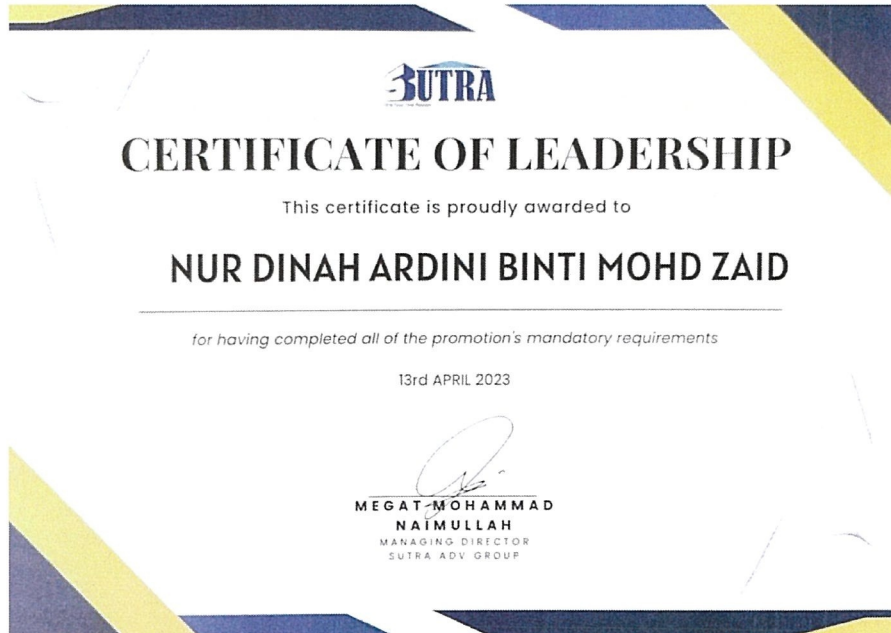 SUTRA
CERTIFICATE OF LEADERSHIP
This certificate is proudly awarded to
NUR DINAH ARDINI BINTI MOHD ZAID
for having completed all of the promotion's mandatory requirements
13rd APRIL 2023
MEGAT MOHAMMAD
NAIMULLAH
MANAGING DIRECTOR
SUTRA ADV GROUP